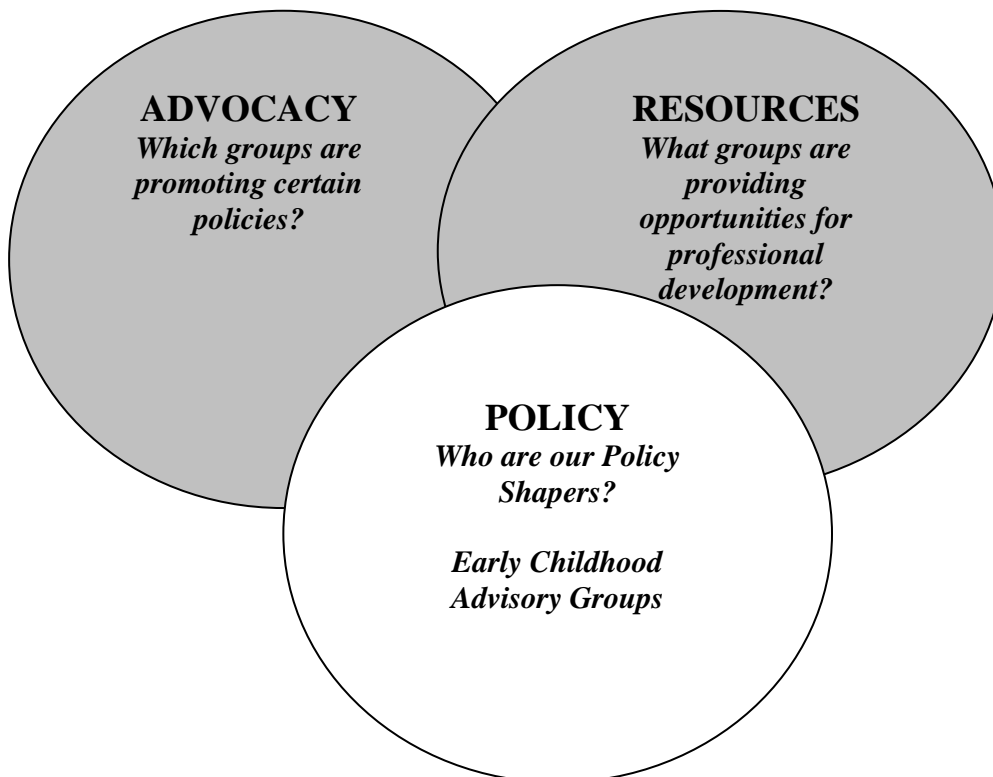 ADVOCACY
Which groups are
promoting certain
policies?
RESOURCES
What groups are
providing
opportunities for
professional
development?
POLICY
Who are our Policy
Shapers?
Early Childhood
Advisory Groups